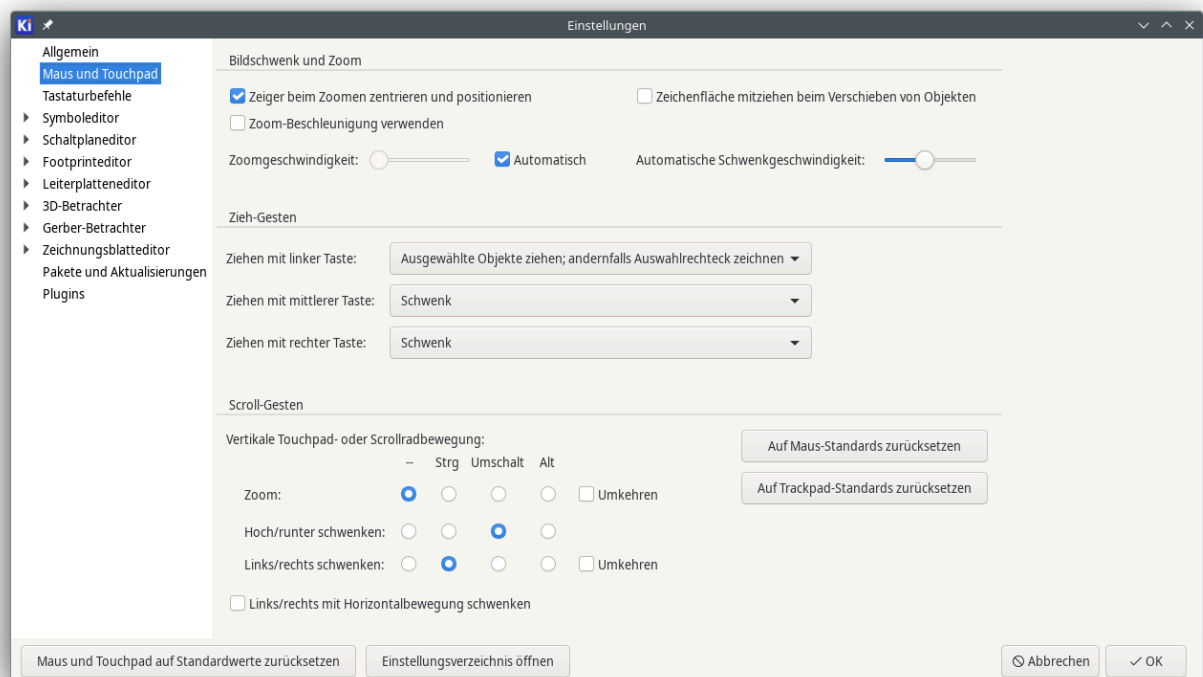 Ki
Einstellungen
Allgemein
Maus und Touchpad
Tastaturbefehle
Symboleditor
Schaltplaneditor
Footprinteditor
Leiterplatteneditor
3D-Betrachter
Gerber-Betrachter
Zeichnungsblatteditor
Pakete und Aktualisierungen
Plugins
Bildschwenk und Zoom
Zeiger beim Zoomen zentrieren und positionieren
Zeichenfläche mitziehen beim Verschieben von Objekten
Zoom-Beschleunigung verwenden
Zoomgeschwindigkeit:
Automatisch
Automatische Schwenkgeschwindigkeit:
Zieh-Gesten
Ziehen mit linker Taste:
Ausgewählte Objekte ziehen; andernfalls Auswahlrechteck zeichnen
Ziehen mit mittlerer Taste:
Schwenk
Ziehen mit rechter Taste:
Schwenk
Scroll-Gesten
Vertikale Touchpad- oder Scrollradbewegung:
-- Strg Umschalt Alt
Zoom:
Umkehren
Hoch/runter schwenken:
Links/rechts schwenken:
Umkehren
Links/rechts mit Horizontalbewegung schwenken
Auf Maus-Standards zurücksetzen
Auf Trackpad-Standards zurücksetzen
Maus und Touchpad auf Standardwerte zurücksetzen
Einstellungsverzeichnis öffnen
Abbrechen
OK